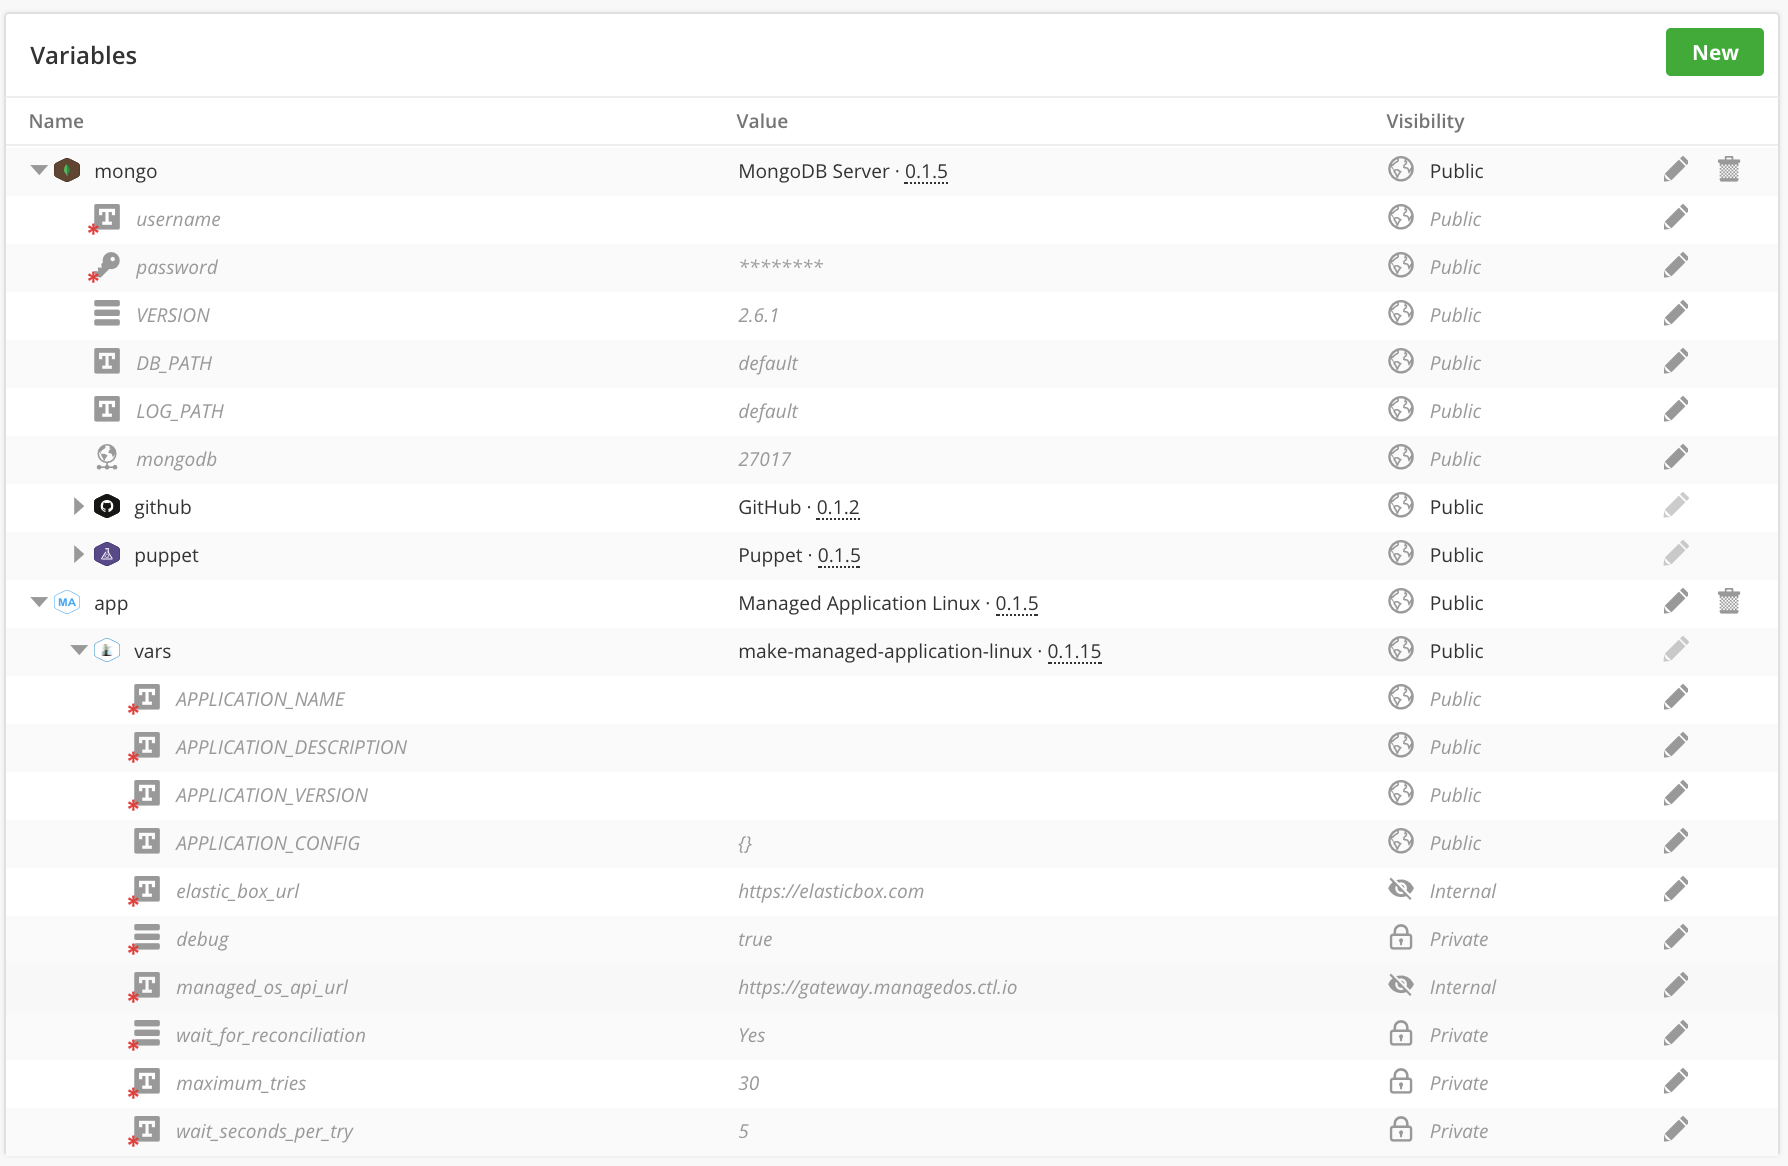 Variables
New
Name Value Visibility
mongo MongoDB Server · 0.1.5 Public
T username Public
password ******** Public
VERSION 2.6.1 Public
T DB_PATH default Public
T LOG_PATH default Public
mongodb 27017 Public
github GitHub · 0.1.2 Public
puppet Puppet · 0.1.5 Public
MA app Managed Application Linux · 0.1.5 Public
vars make-managed-application-linux · 0.1.15 Public
T APPLICATION_NAME Public
T APPLICATION_DESCRIPTION Public
T APPLICATION_VERSION Public
T APPLICATION_CONFIG {} Public
T elastic_box_url https://elasticbox.com Internal
debug true Private
T managed_os_api_url https://gateway.managedos.ctl.io Internal
wait_for_reconciliation Yes Private
T maximum_tries 30 Private
T wait_seconds_per_try 5 Private